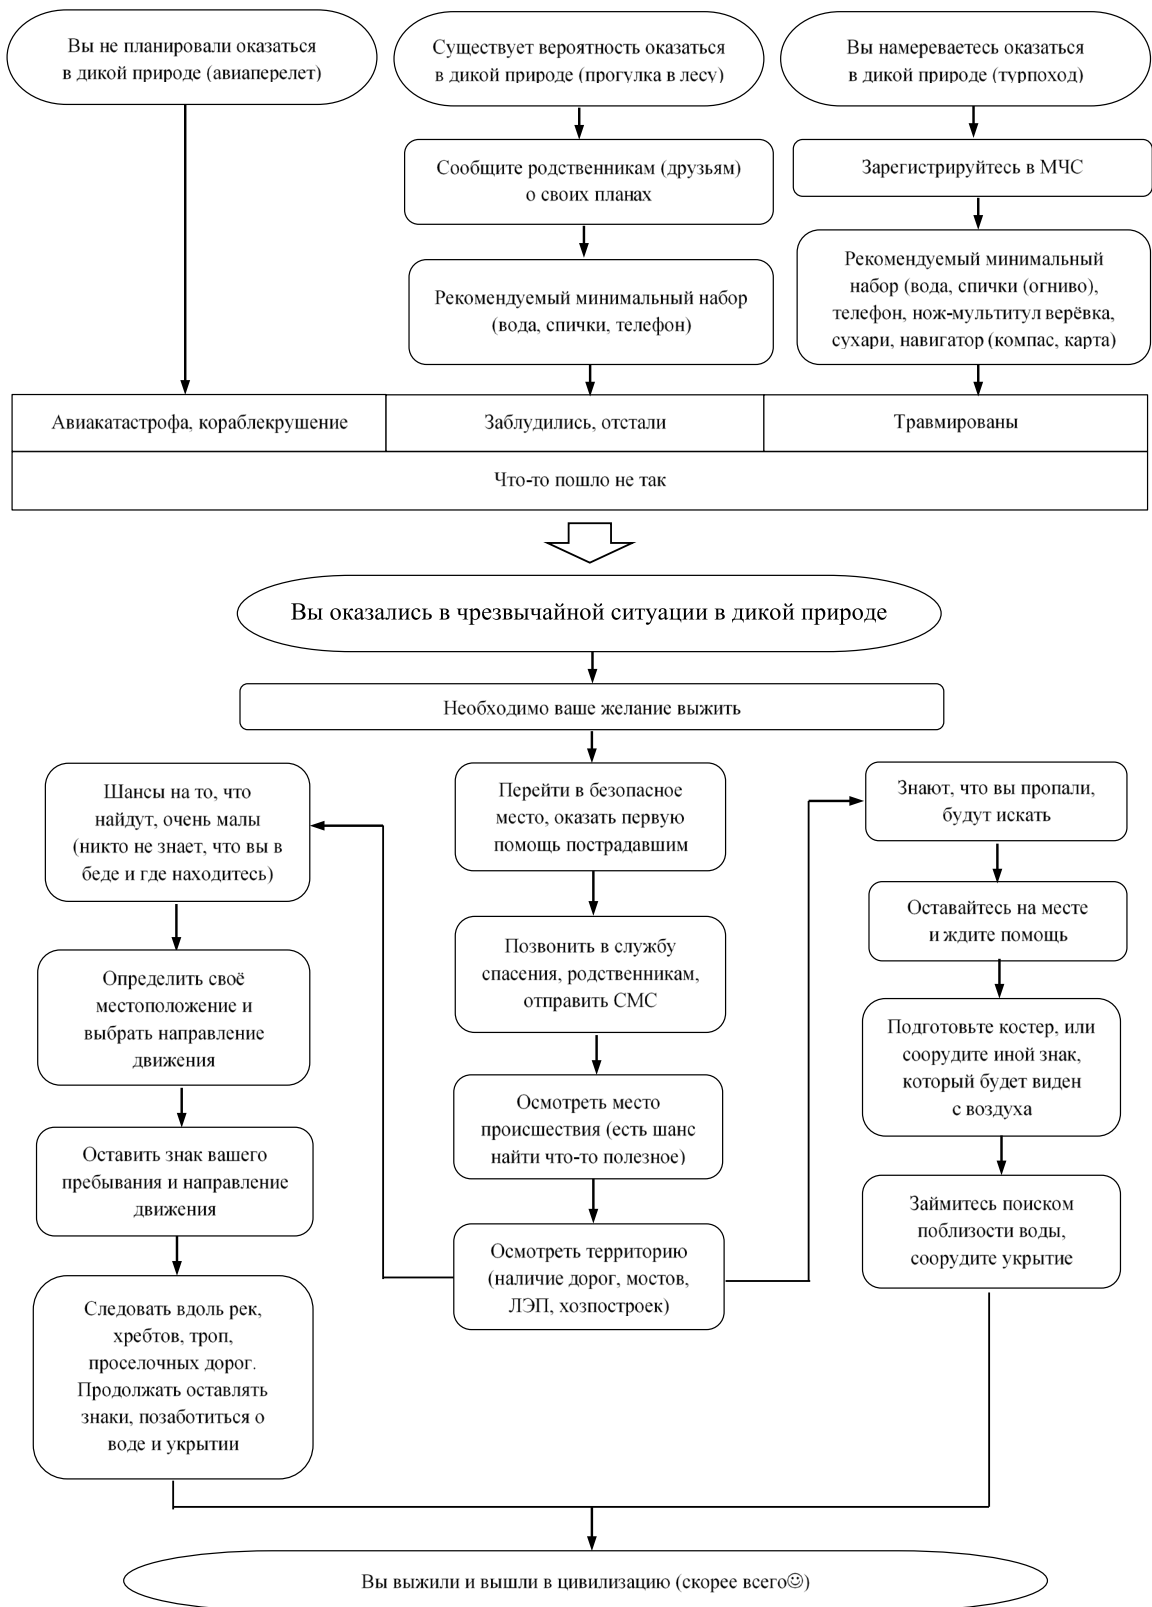 Вы не планировали оказаться
в дикой природе (авиаперелет)
Существует вероятность оказаться
в дикой природе (прогулка в лесу)
Вы намереваетесь оказаться
в дикой природе (турпоход)
Сообщите родственникам (друзьям)
о своих планах
Зарегистрируйтесь в МЧС
Рекомендуемый минимальный набор
(вода, спички, телефон)
Рекомендуемый минимальный
набор (вода, спички (огниво),
телефон, нож-мультитул верёвка,
сухари, навигатор (компас, карта)
Авиакатастрофа, кораблекрушение
Заблудились, отстали
Травмированы
Что-то пошло не так
Вы оказались в чрезвычайной ситуации в дикой природе
Необходимо ваше желание выжить
Шансы на то, что
найдут, очень малы
(никто не знает, что вы в
беде и где находитесь)
Определить своё
местоположение и
выбрать направление
движения
Оставить знак вашего
пребывания и направление
движения
Следовать вдоль рек,
хребтов, троп,
проселочных дорог.
Продолжать оставлять
знаки, позаботиться о
воде и укрытии
Перейти в безопасное
место, оказать первую
помощь пострадавшим
Позвонить в службу
спасения, родственникам,
отправить СМС
Осмотреть место
происшествия (есть шанс
найти что-то полезное)
Осмотреть территорию
(наличие дорог, мостов,
ЛЭП, хозпостроек)
Знают, что вы пропали,
будут искать
Оставайтесь на месте
и ждите помощь
Подготовьте костер, или
соорудите иной знак,
который будет виден
с воздуха
Займитесь поиском
поблизости воды,
соорудите укрытие
Вы выжили и вышли в цивилизацию (скорее всего☺)